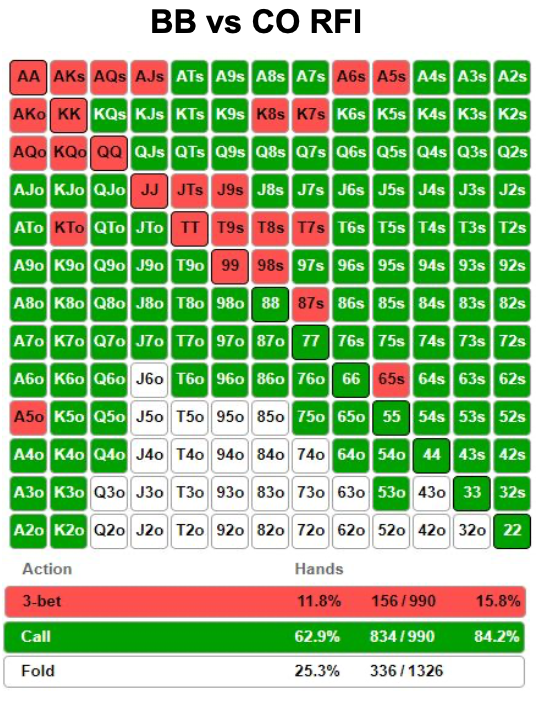 BB vs CO RFI
AA AKs AQs AJs ATs A9s A8s A7s A6s A5s A4s A3s A2s
AKo KK KQs KJs KTs K9s K8s K7s K6s K5s K4s K3s K2s
AQo KQo QQ QJs QTs Q9s Q8s Q7s Q6s Q5s Q4s Q3s Q2s
AJo KJo QJo JJ JTs J9s J8s J7s J6s J5s J4s J3s J2s
ATo KTo QTo JTo TT T9s T8s T7s T6s T5s T4s T3s T2s
A9o K9o Q9o J9o T9o 99 98s 97s 96s 95s 94s 93s 92s
A8o K8o Q8o J8o T8o 98o 88 87s 86s 85s 84s 83s 82s
A7o K7o Q7o J7o T7o 97o 87o 77 76s 75s 74s 73s 72s
A6o K6o Q6o J6o T6o 96o 86o 76o 66 65s 64s 63s 62s
A5o K5o Q5o J5o T5o 95o 85o 75o 65o 55 54s 53s 52s
A4o K4o Q4o J4o T4o 94o 84o 74o 64o 54o 44 43s 42s
A3o K3o Q3o J3o T3o 93o 83o 73o 63o 53o 43o 33 32s
A2o K2o Q2o J2o T2o 92o 82o 72o 62o 52o 42o 32o 22
Action Hands
3-bet 11.8% 156 / 990 15.8%
Call 62.9% 834 / 990 84.2%
Fold 25.3% 336 / 1326